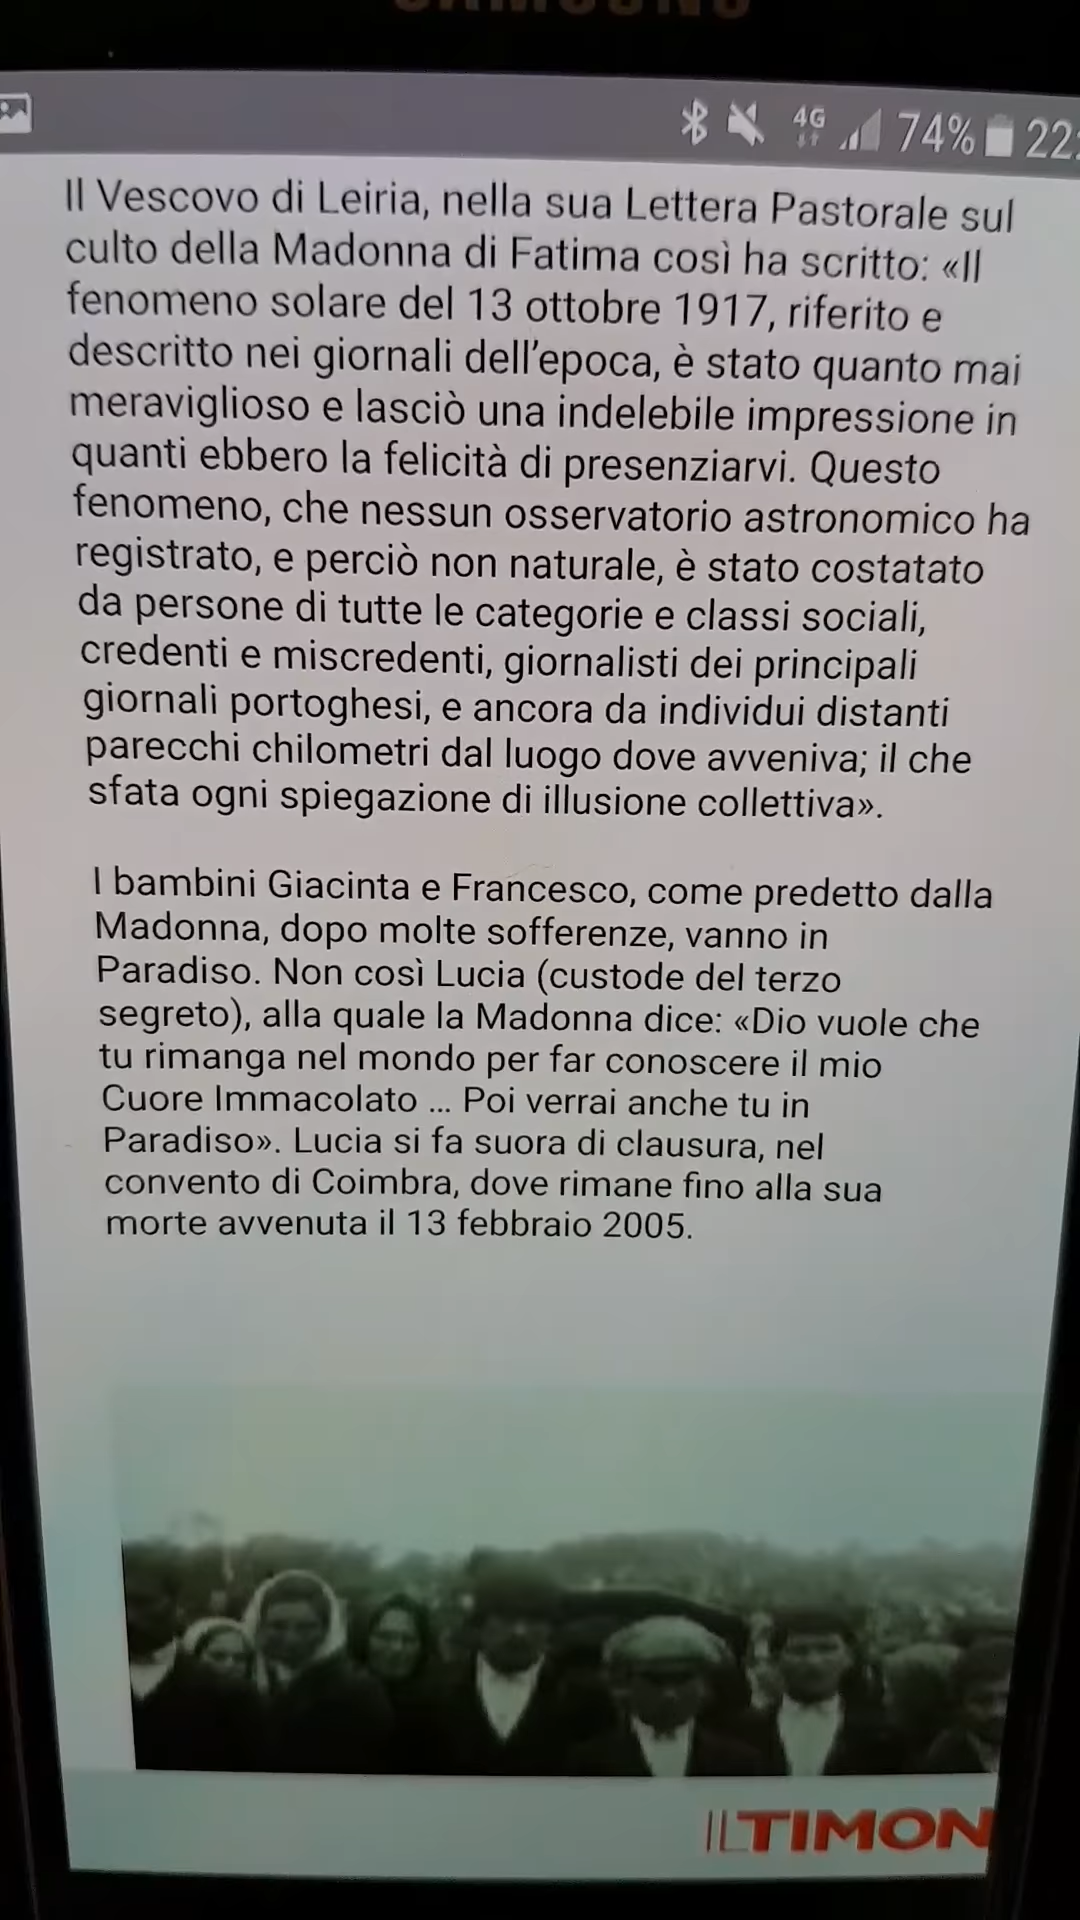 4G 74% 22:
Il Vescovo di Leiria, nella sua Lettera Pastorale sul
culto della Madonna di Fatima così ha scritto: «Il
fenomeno solare del 13 ottobre 1917, riferito e
descritto nei giornali dell'epoca, è stato quanto mai
meraviglioso e lasciò una indelebile impressione in
quanti ebbero la felicità di presenziarvi. Questo
fenomeno, che nessun osservatorio astronomico ha
registrato, e perciò non naturale, è stato costatato
da persone di tutte le categorie e classi sociali,
credenti e miscredenti, giornalisti dei principali
giornali portoghesi, e ancora da individui distanti
parecchi chilometri dal luogo dove avveniva; il che
sfata ogni spiegazione di illusione collettiva».
I bambini Giacinta e Francesco, come predetto dalla
Madonna, dopo molte sofferenze, vanno in
Paradiso. Non così Lucia (custode del terzo
segreto), alla quale la Madonna dice: «Dio vuole che
tu rimanga nel mondo per far conoscere il mio
Cuore Immacolato ... Poi verrai anche tu in
Paradiso». Lucia si fa suora di clausura, nel
convento di Coimbra, dove rimane fino alla sua
morte avvenuta il 13 febbraio 2005.
ILTIMON